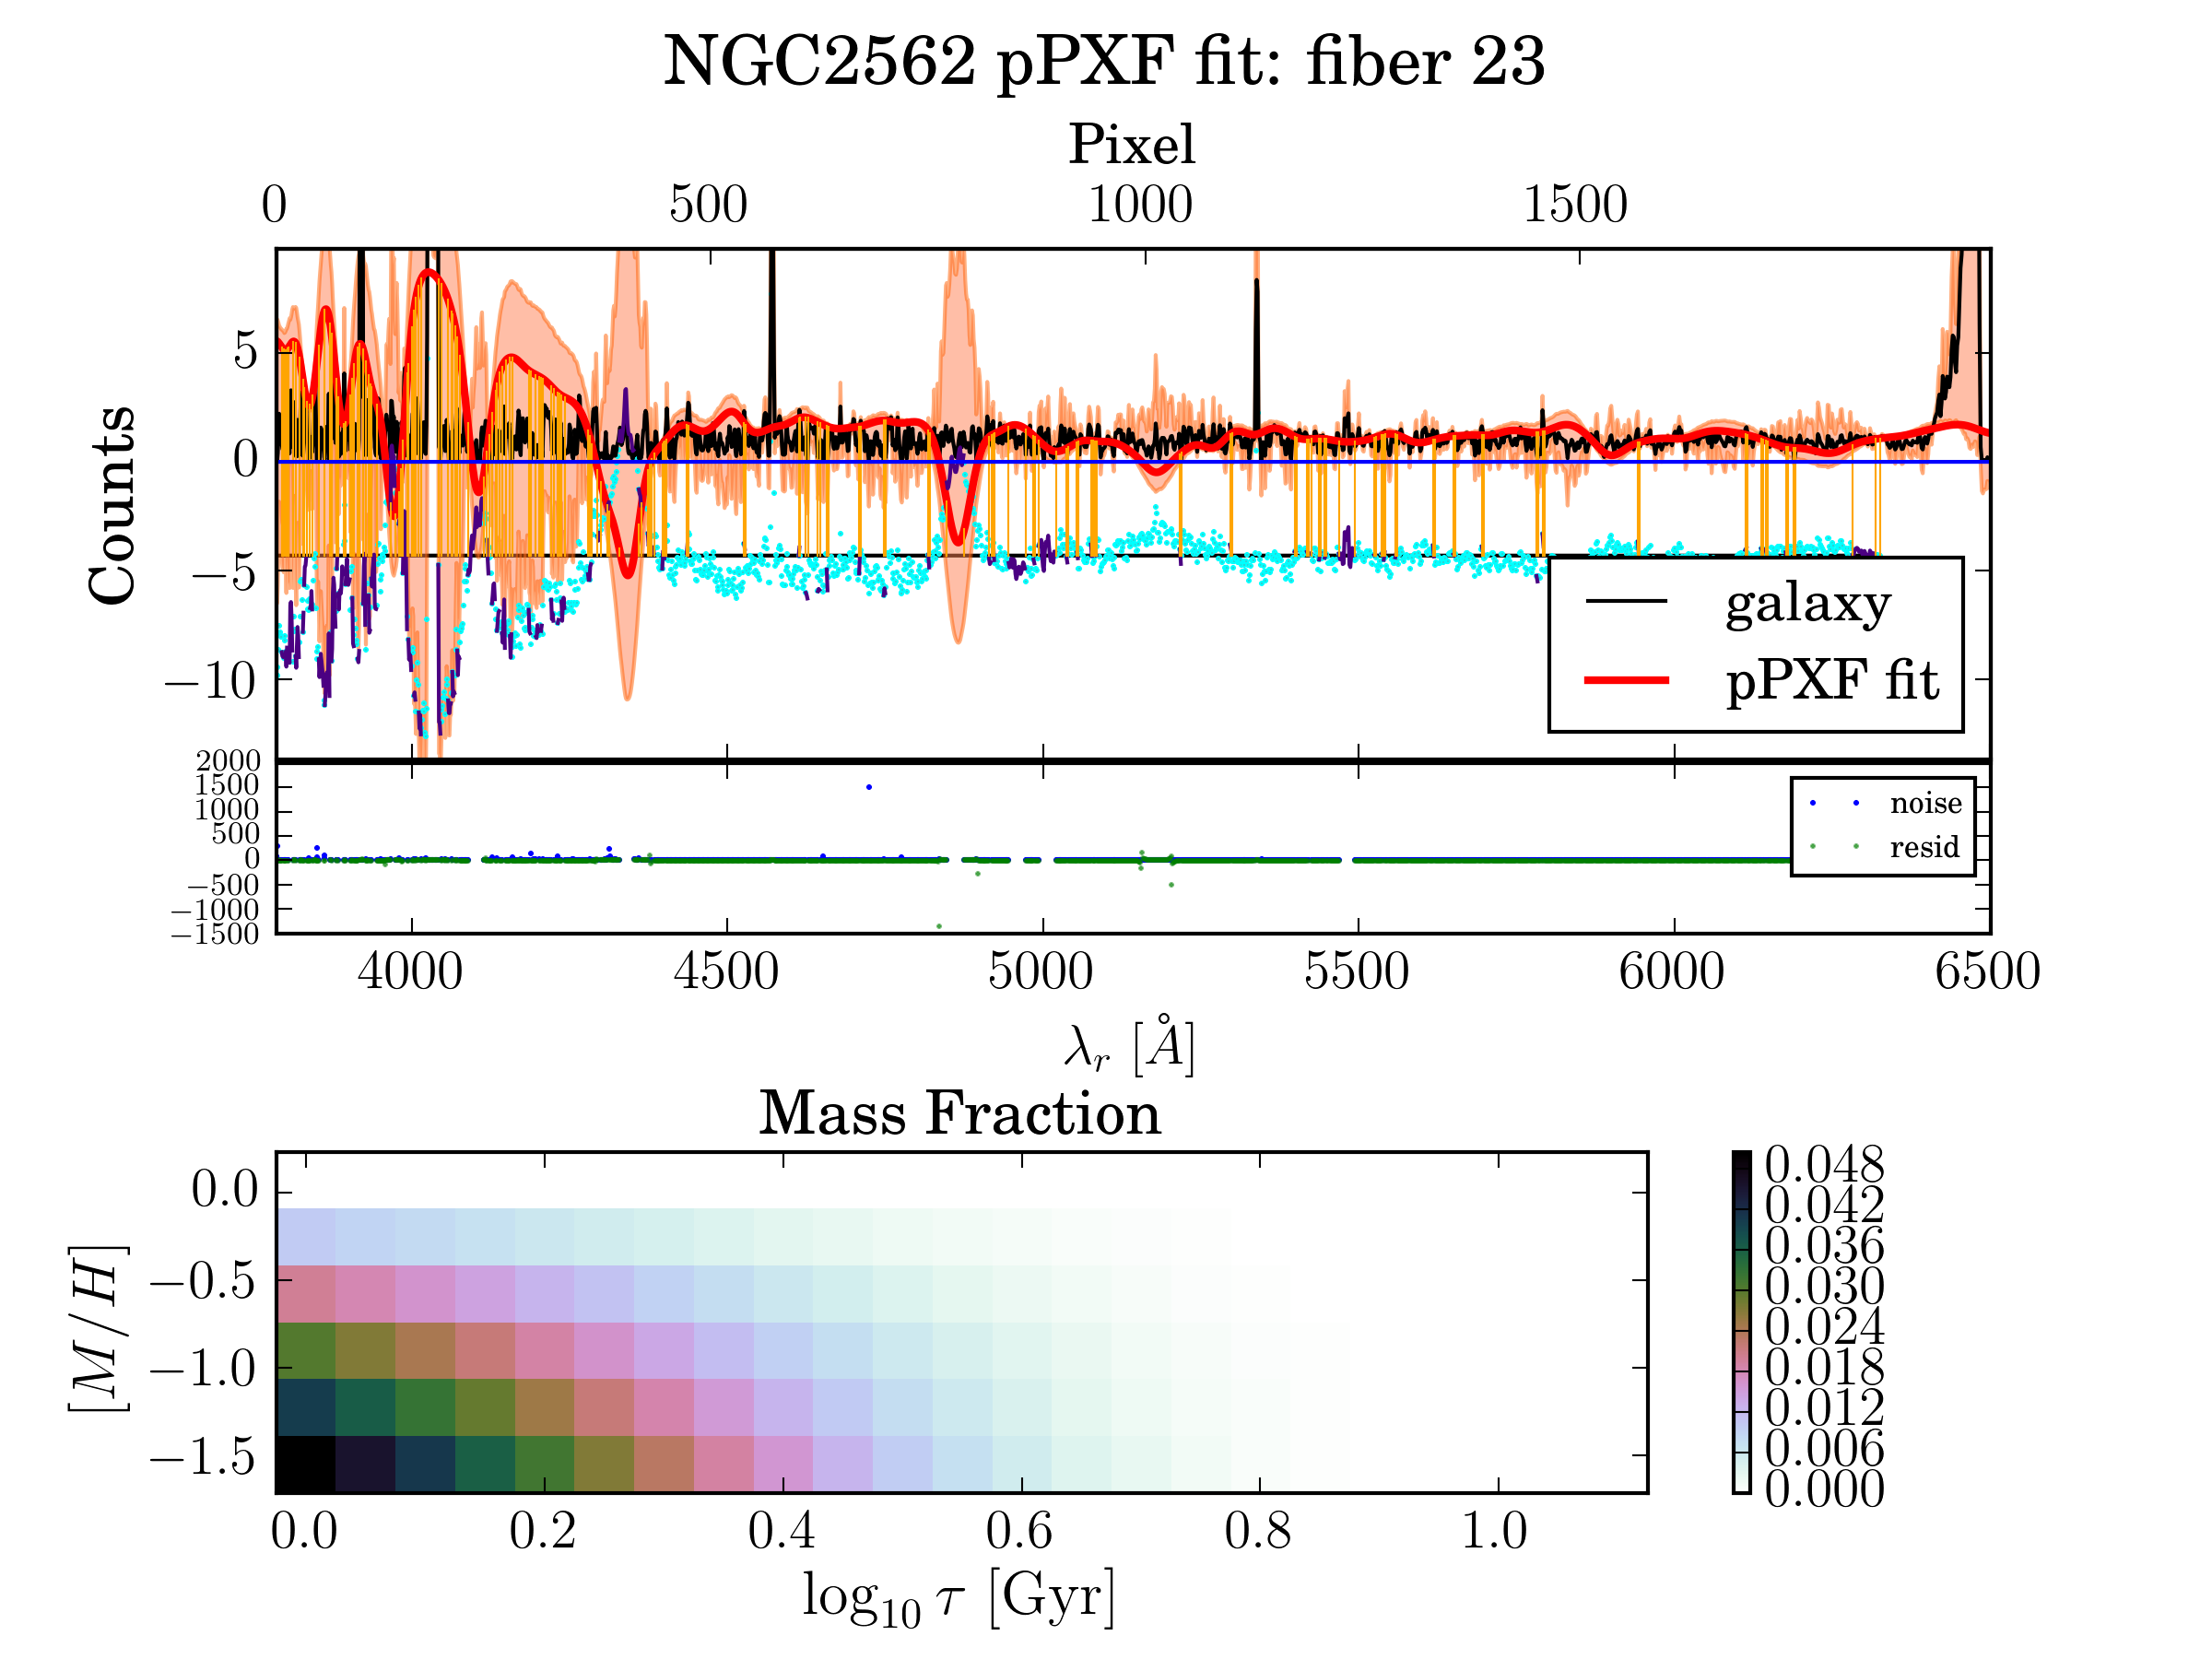 NGC2562 pPXF fit: fiber 23
Pixel
0 500 1000 1500
Counts
5
0
−5
−10
galaxy
pPXF fit
2000
1500
1000
500
0
−500
−1000
−1500
noise
resid
4000 4500 5000 5500 6000 6500
λr [Å]
Mass Fraction
[M/H]
0.0
−0.5
−1.0
−1.5
0.048
0.042
0.036
0.030
0.024
0.018
0.012
0.006
0.000
0.0 0.2 0.4 0.6 0.8 1.0
log10 τ [Gyr]